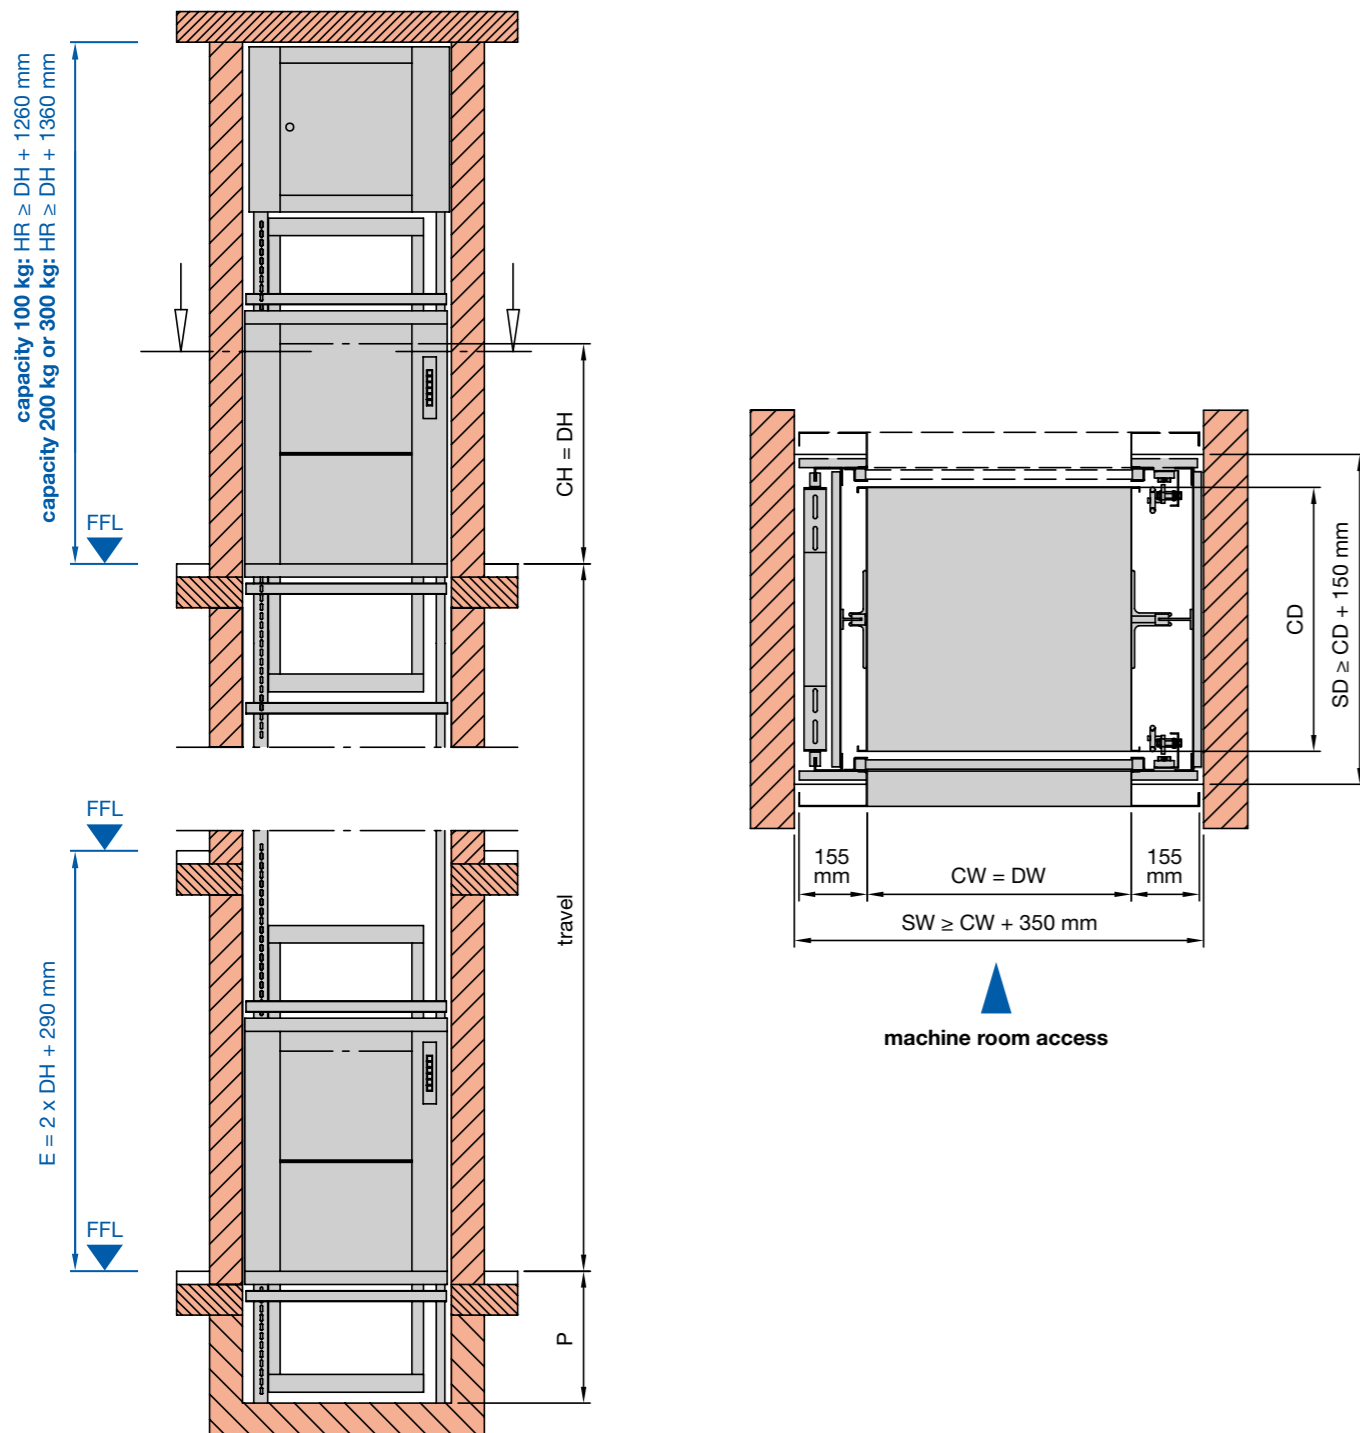 capacity 100 kg: HR ≥ DH + 1260 mm
capacity 200 kg or 300 kg: HR ≥ DH + 1360 mm
FFL
CH = DH
FFL
travel
E = 2 x DH + 290 mm
FFL
P
CD
SD ≥ CD + 150 mm
155
mm
CW = DW
155
mm
SW ≥ CW + 350 mm
machine room access